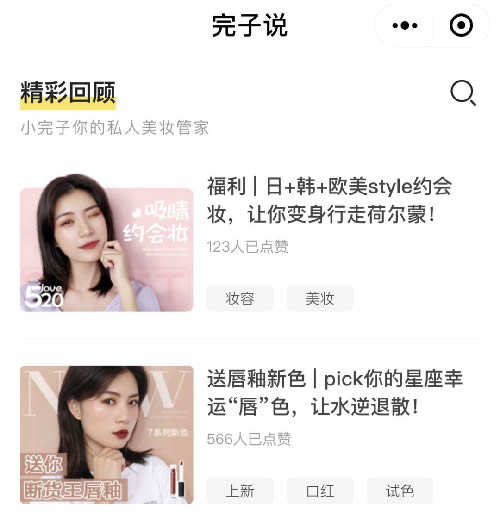 完子说
精彩回顾
小完子你的私人美妆管家
吸睛
约会妆
love
520
福利 | 日+韩+欧美style约会
妆，让你变身行走荷尔蒙！
123人已点赞
妆容
美妆
NEW
7系列新色
送你
断货王唇釉
送唇釉新色 | pick你的星座幸
运“唇”色，让水逆退散！
566人已点赞
上新
口红
试色